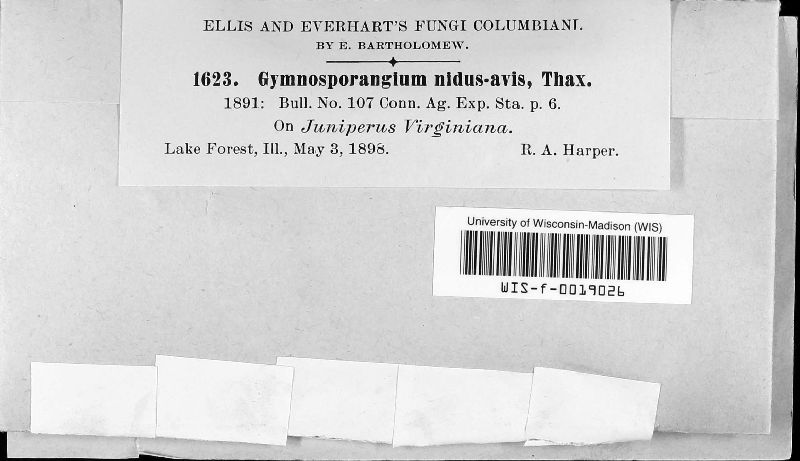 ELLIS AND EVERHART'S FUNGI COLUMBIANI.
BY E. BARTHOLOMEW.
1623. Gymnosporangium nidus-avis, Thax.
1891: Bull. No. 107 Conn. Ag. Exp. Sta. p. 6.
On Juniperus Virginiana.
Lake Forest, Ill., May 3, 1898. R. A. Harper.
University of Wisconsin-Madison (WIS)
WIS-f-0019026